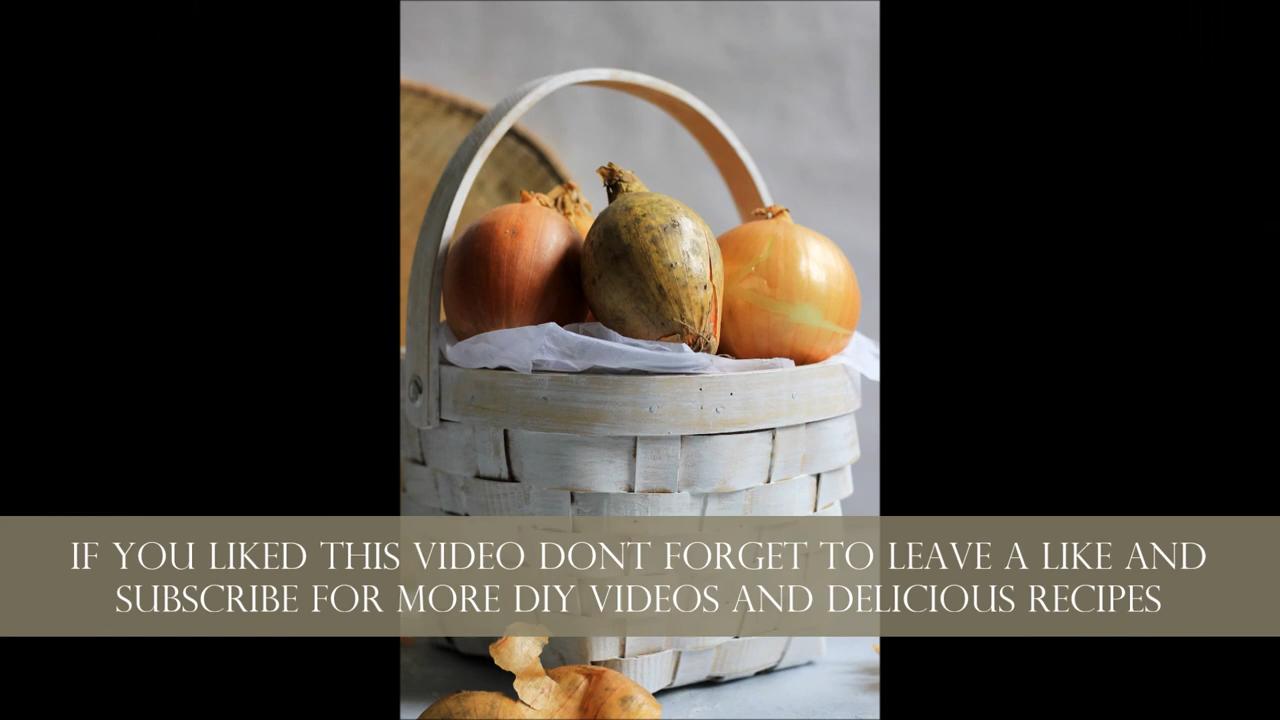 IF YOU LIKED THIS VIDEO DONT FORGET TO LEAVE A LIKE AND
SUBSCRIBE FOR MORE DIY VIDEOS AND DELICIOUS RECIPES